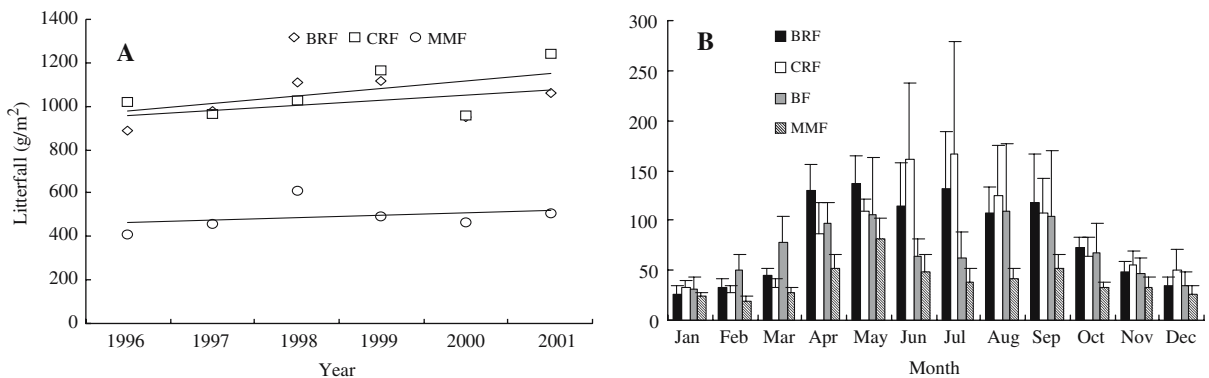 1400
1200
1000
800
600
400
200
0
Litterfall (g/m²)
A
BRF CRF MMF
1996 1997 1998 1999 2000 2001
Year
300
250
200
150
100
50
0
B
BRF
CRF
BF
MMF
Jan Feb Mar Apr May Jun Jul Aug Sep Oct Nov Dec
Month